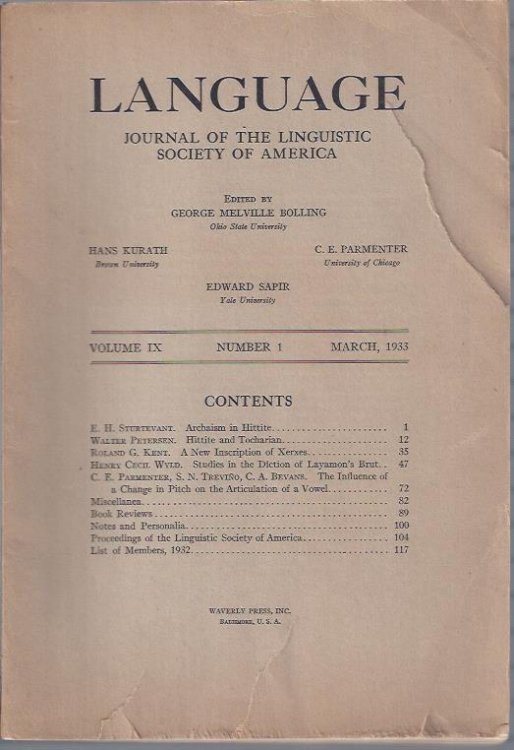 LANGUAGE
JOURNAL OF THE LINGUISTIC
SOCIETY OF AMERICA
EDITED BY
GEORGE MELVILLE BOLLING
Ohio State University
HANS KURATH
Brown University
C. E. PARMENTER
University of Chicago
EDWARD SAPIR
Yale University
VOLUME IX NUMBER 1 MARCH, 1933
CONTENTS
E. H. STURTEVANT. Archaism in Hittite 1
WALTER PETERSEN. Hittite and Tocharian 12
ROLAND G. KENT. A New Inscription of Xerxes 35
HENRY CECIL WYLD. Studies in the Diction of Layamon's Brut 47
C. E. PARMENTER, S. N. TREVIÑO, C. A. BEVANS. The Influence of
a Change in Pitch on the Articulation of a Vowel 72
Miscellanea 82
Book Reviews 89
Notes and Personalia 100
Proceedings of the Linguistic Society of America 104
List of Members, 1932 117
WAVERLY PRESS, INC.
BALTIMORE, U. S. A.